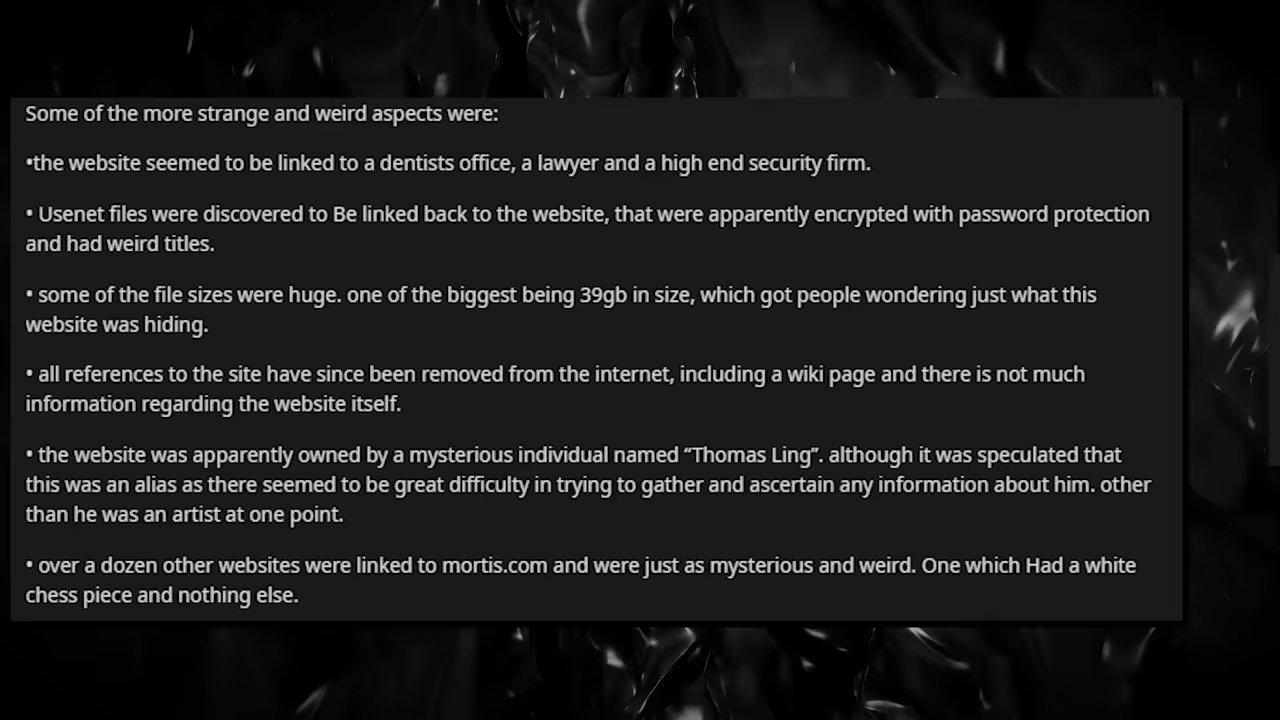 Some of the more strange and weird aspects were:
•the website seemed to be linked to a dentists office, a lawyer and a high end security firm.
• Usenet files were discovered to Be linked back to the website, that were apparently encrypted with password protection
and had weird titles.
• some of the file sizes were huge. one of the biggest being 39gb in size, which got people wondering just what this
website was hiding.
• all references to the site have since been removed from the internet, including a wiki page and there is not much
information regarding the website itself.
• the website was apparently owned by a mysterious individual named “Thomas Ling”. although it was speculated that
this was an alias as there seemed to be great difficulty in trying to gather and ascertain any information about him. other
than he was an artist at one point.
• over a dozen other websites were linked to mortis.com and were just as mysterious and weird. One which Had a white
chess piece and nothing else.